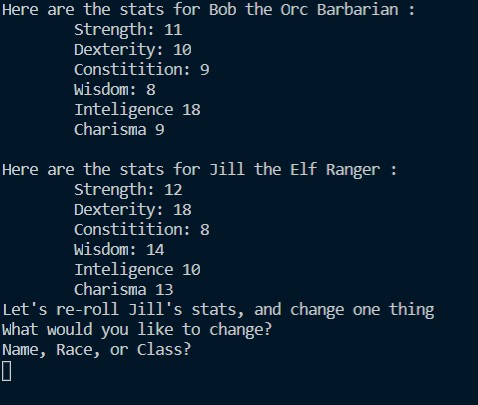 Here are the stats for Bob the Orc Barbarian :
Strength: 11
Dexterity: 10
Constitition: 9
Wisdom: 8
Inteligence 18
Charisma 9
Here are the stats for Jill the Elf Ranger :
Strength: 12
Dexterity: 18
Constitition: 8
Wisdom: 14
Inteligence 10
Charisma 13
Let's re-roll Jill's stats, and change one thing
What would you like to change?
Name, Race, or Class?